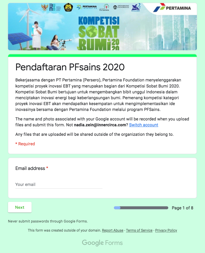 PERTAMINA
KOMPETISI
SOBAT
BUMI 2020
Pendaftaran PFsains 2020
Bekerjasama dengan PT Pertamina (Persero), Pertamina Foundation menyelenggarakan
kompetisi proyek inovasi EBT yang merupakan bagian dari Kompetisi Sobat Bumi 2020.
Kompetisi Sobat Bumi bertujuan untuk mengembangkan bibit unggul Indonesia dalam
menciptakan inovasi energi bagi keberlangsungan bumi. Pemenang kompetisi kategori
proyek inovasi EBT akan mendapatkan kesempatan untuk mengimplementasikan ide
inovasinya bersama dengan Pertamina Foundation melalui program PFSains.
The name and photo associated with your Google account will be recorded when you upload
files and submit this form. Not Switch account
Any files that are uploaded will be shared outside of the organization they belong to.
* Required
Email address *
Your email
Next
Page 1 of 8
Never submit passwords through Google Forms.
This form was created outside of your domain. Report Abuse - Terms of Service - Privacy Policy
Google Forms